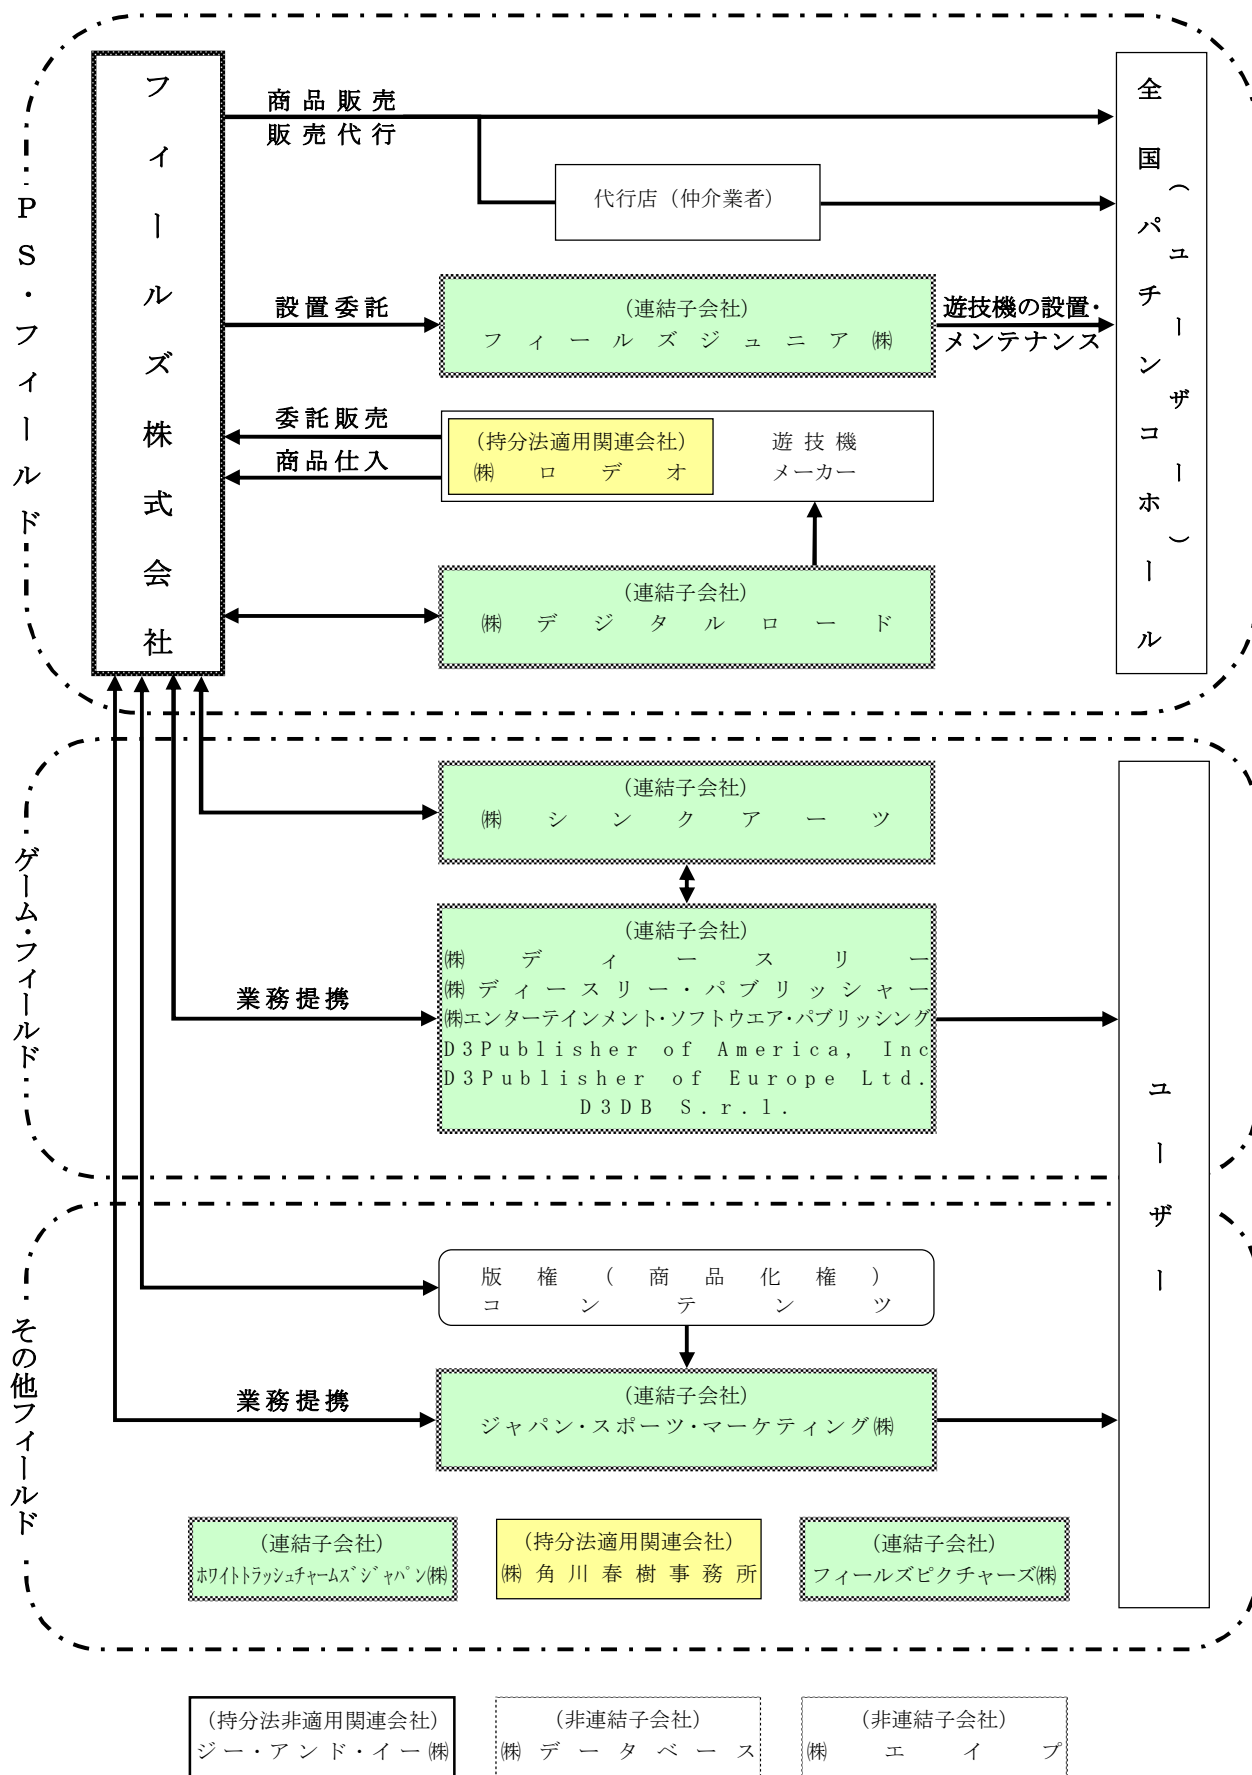 PS・フィールド
フィールズ株式会社
商品販売
販売代行
代行店（仲介業者）
全国パチンコホール
（ユーザー）
設置委託
（連結子会社）
フィールズジュニア㈱
遊技機の設置・
メンテナンス
委託販売
商品仕入
（持分法適用関連会社）
㈱ロデオ
遊技機
メーカー
（連結子会社）
㈱デジタルロード
ゲーム・フィールド
（連結子会社）
㈱シンクアーツ
業務提携
（連結子会社）
㈱ディースリー
㈱ディースリー・パブリッシャー
㈱エンターテインメント・ソフトウエア・パブリッシング
D3Publisher of America, Inc
D3Publisher of Europe Ltd.
D3DB S.r.l.
ユーザー
その他フィールド
版権（商品化権）
コンテンツ
業務提携
（連結子会社）
ジャパン・スポーツ・マーケティング㈱
（連結子会社）
ﾎﾜｲﾄﾄﾗｯｼｭﾁｬｰﾑｽﾞｼﾞｬﾊﾟﾝ㈱
（持分法適用関連会社）
㈱角川春樹事務所
（連結子会社）
フィールズピクチャーズ㈱
（持分法非適用関連会社）
ジー・アンド・イー㈱
（非連結子会社）
㈱データベース
（非連結子会社）
㈱エイプ